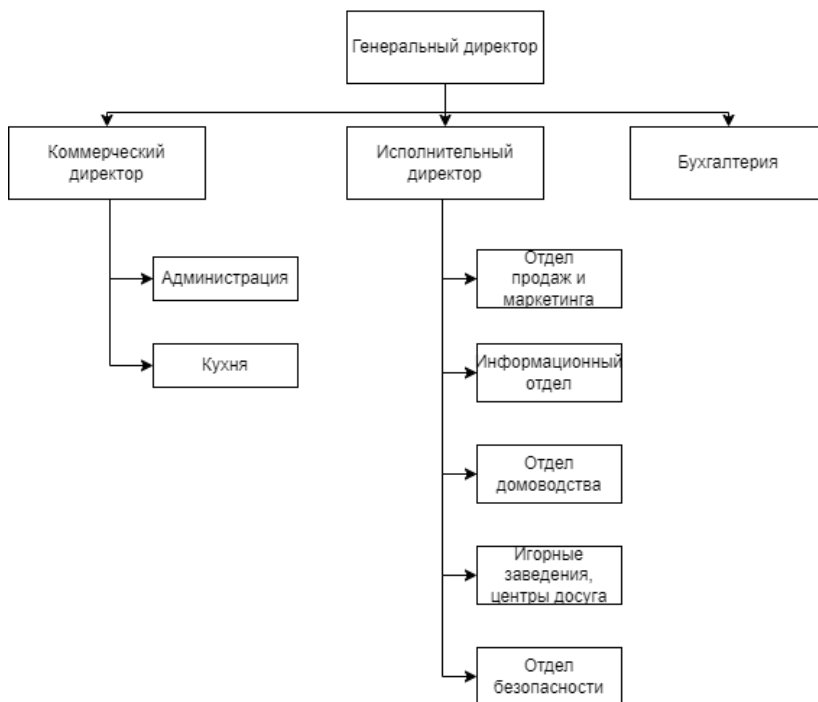 Генеральный директор
Коммерческий
директор
Исполнительный
директор
Бухгалтерия
Администрация
Кухня
Отдел
продаж и
маркетинга
Информационный
отдел
Отдел
домоводства
Игорные
заведения,
центры досуга
Отдел
безопасности